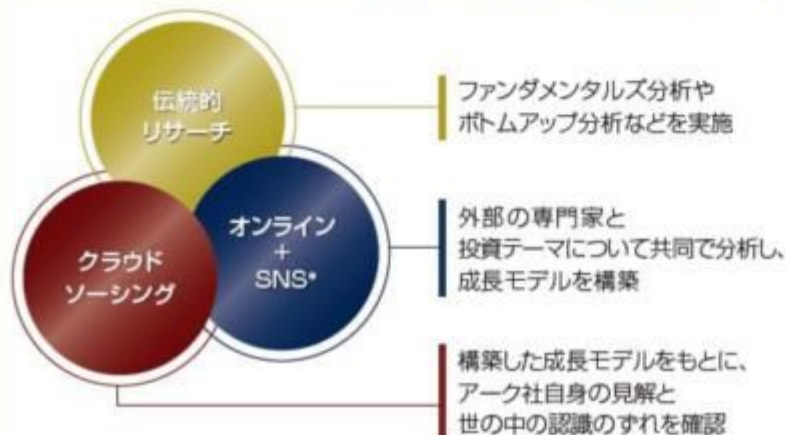 伝統的
リサーチ
ファンダメンタルズ分析や
ボトムアップ分析などを実施
オンライン
+
SNS*
外部の専門家と
投資テーマについて共同で分析し、
成長モデルを構築
クラウド
ソーシング
構築した成長モデルをもとに、
アーク社自身の見解と
世の中の認識のずれを確認